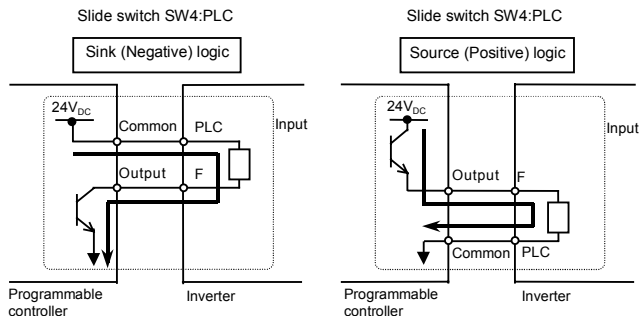 Slide switch SW4:PLC
Sink (Negative) logic
24VDC
Common
PLC
Input
Output
F
Programmable
controller
Inverter
Slide switch SW4:PLC
Source (Positive) logic
24VDC
Input
Output
F
Common
PLC
Programmable
controller
Inverter